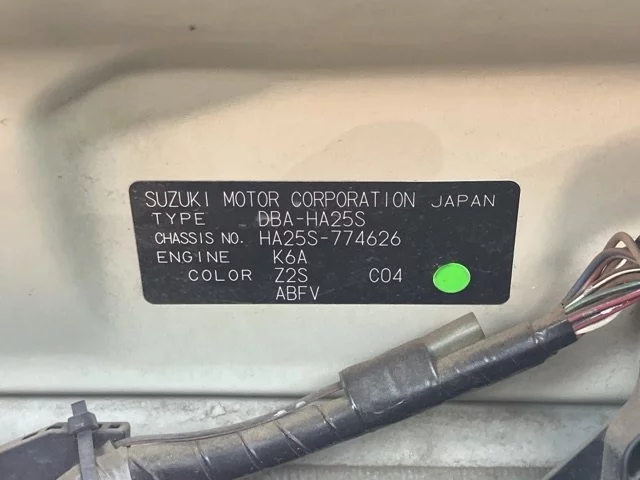 SUZUKI MOTOR CORPORATION JAPAN
TYPE DBA-HA25S
CHASSIS NO. HA25S-774626
ENGINE K6A
COLOR Z2S C04
ABFV